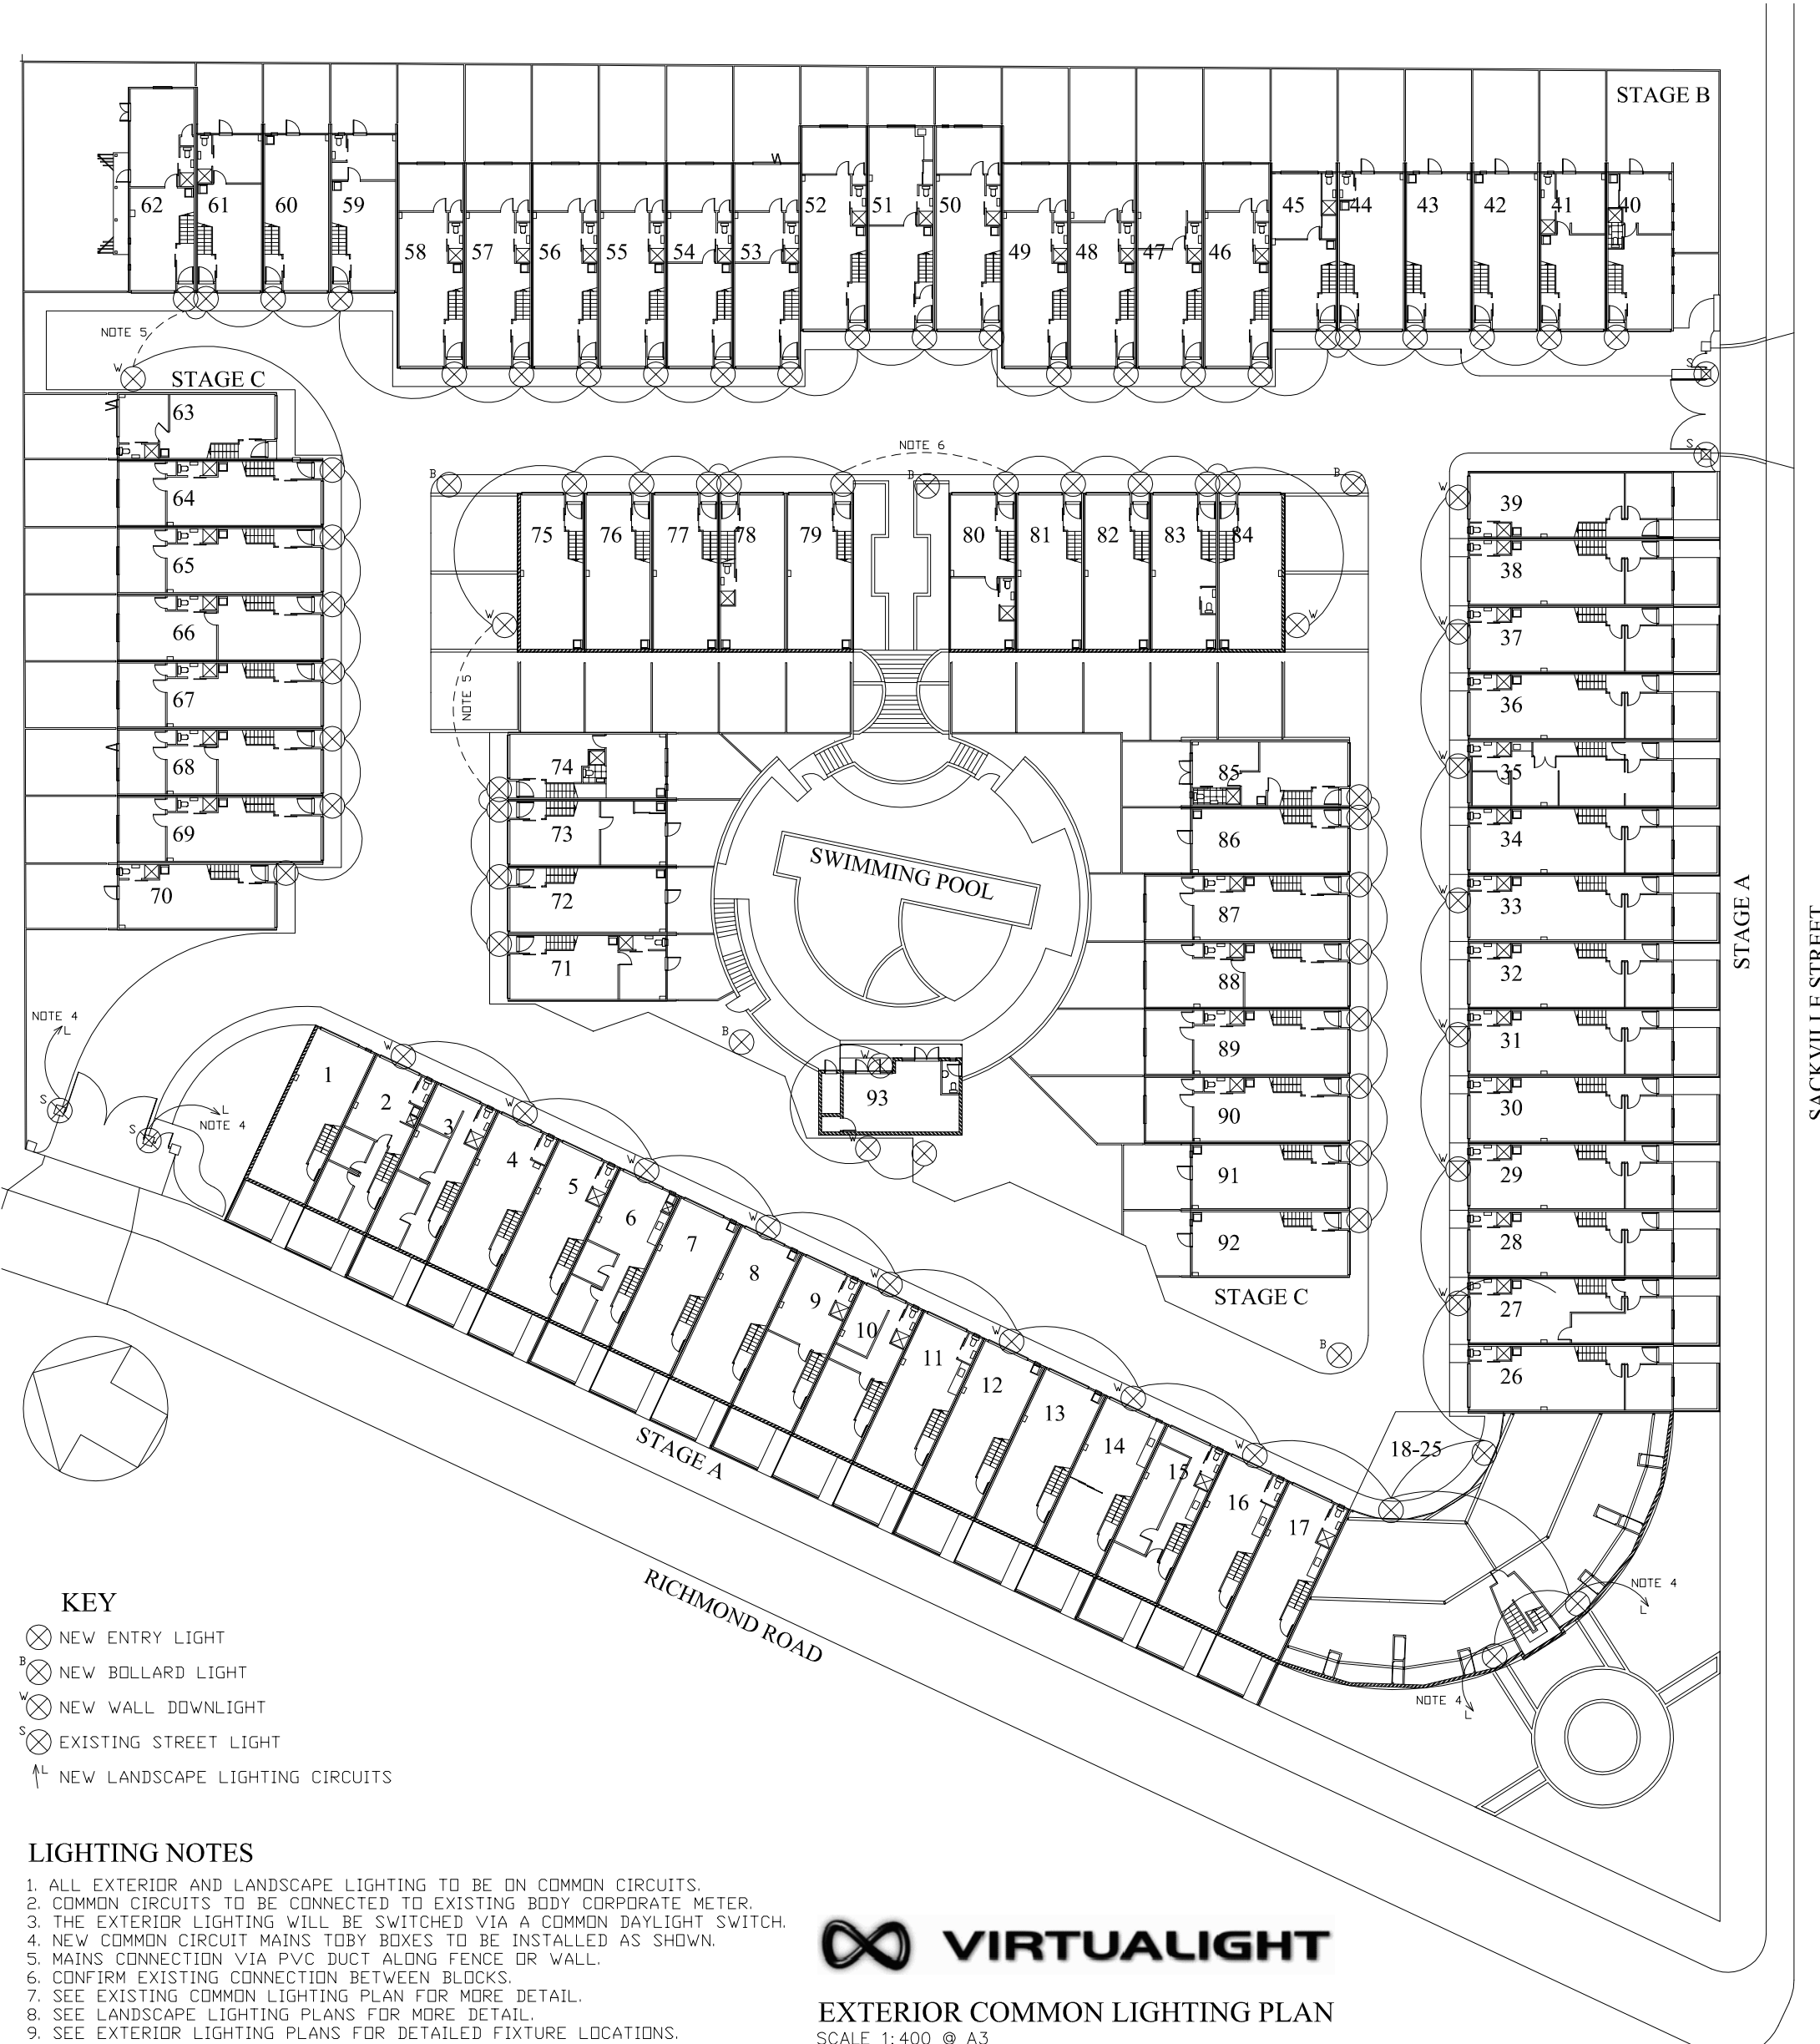 STAGE B
62
61
60
59
58
57
56
55
54
53
52
51
50
49
48
47
46
45
44
43
42
41
40
NOTE 5
W
STAGE C
S
S
63
64
65
66
67
68
69
70
NOTE 6
B
B
B
75
76
77
78
79
80
81
82
83
84
W
W
NOTE 5
74
73
72
71
SWIMMING POOL
85
86
87
88
89
90
91
92
STAGE C
B
W
39
38
W
37
36
W
35
34
W
33
32
W
31
30
W
29
28
W
27
26
STAGE A
SACKVILLE STREET
B
W
93
W
NOTE 4
L
S
S
L
NOTE 4
1
W
2
3
W
4
5
W
6
7
W
8
9
W
10
11
W
12
13
W
14
15
W
16
17
18-25
STAGE A
RICHMOND ROAD
NOTE 4
L
NOTE 4
L
KEY
NEW ENTRY LIGHT
B NEW BOLLARD LIGHT
W NEW WALL DOWNLIGHT
S EXISTING STREET LIGHT
L NEW LANDSCAPE LIGHTING CIRCUITS
LIGHTING NOTES
1. ALL EXTERIOR AND LANDSCAPE LIGHTING TO BE ON COMMON CIRCUITS.
2. COMMON CIRCUITS TO BE CONNECTED TO EXISTING BODY CORPORATE METER.
3. THE EXTERIOR LIGHTING WILL BE SWITCHED VIA A COMMON DAYLIGHT SWITCH.
4. NEW COMMON CIRCUIT MAINS TOBY BOXES TO BE INSTALLED AS SHOWN.
5. MAINS CONNECTION VIA PVC DUCT ALONG FENCE OR WALL.
6. CONFIRM EXISTING CONNECTION BETWEEN BLOCKS.
7. SEE EXISTING COMMON LIGHTING PLAN FOR MORE DETAIL.
8. SEE LANDSCAPE LIGHTING PLANS FOR MORE DETAIL.
9. SEE EXTERIOR LIGHTING PLANS FOR DETAILED FIXTURE LOCATIONS.
VIRTUALIGHT
EXTERIOR COMMON LIGHTING PLAN
SCALE 1:400 @ A3